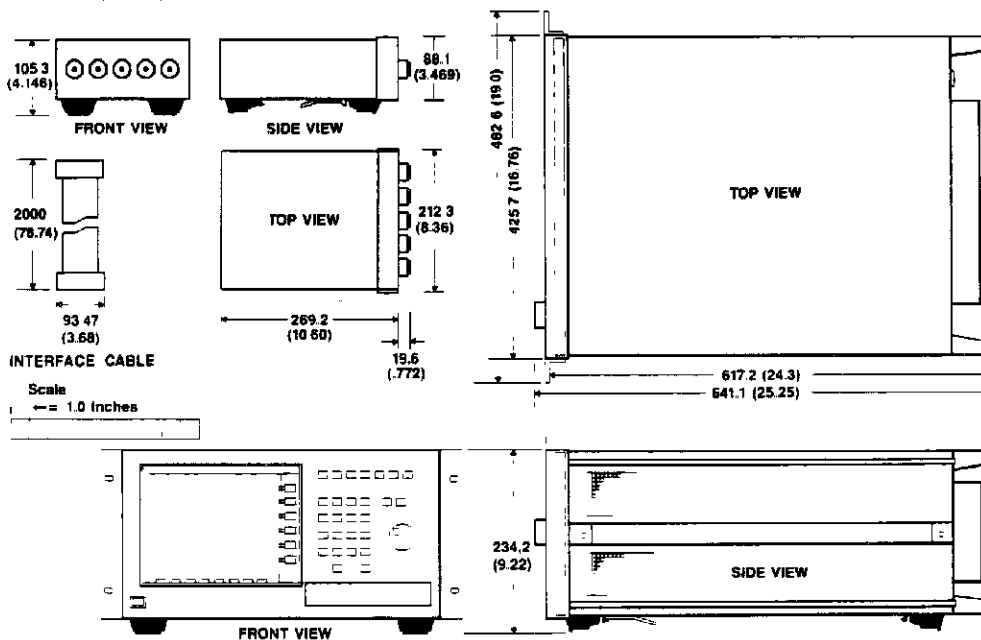 105.3
(4.146)
FRONT VIEW
88.1
(3.469)
SIDE VIEW
2000
(78.74)
93.47
(3.68)
INTERFACE CABLE
TOP VIEW
212.3
(8.36)
269.2
(10.60)
19.6
(.772)
482.6 (19.0)
425.7 (16.76)
TOP VIEW
617.2 (24.3)
641.1 (25.25)
Scale
←= 1.0 Inches
FRONT VIEW
234.2
(9.22)
SIDE VIEW